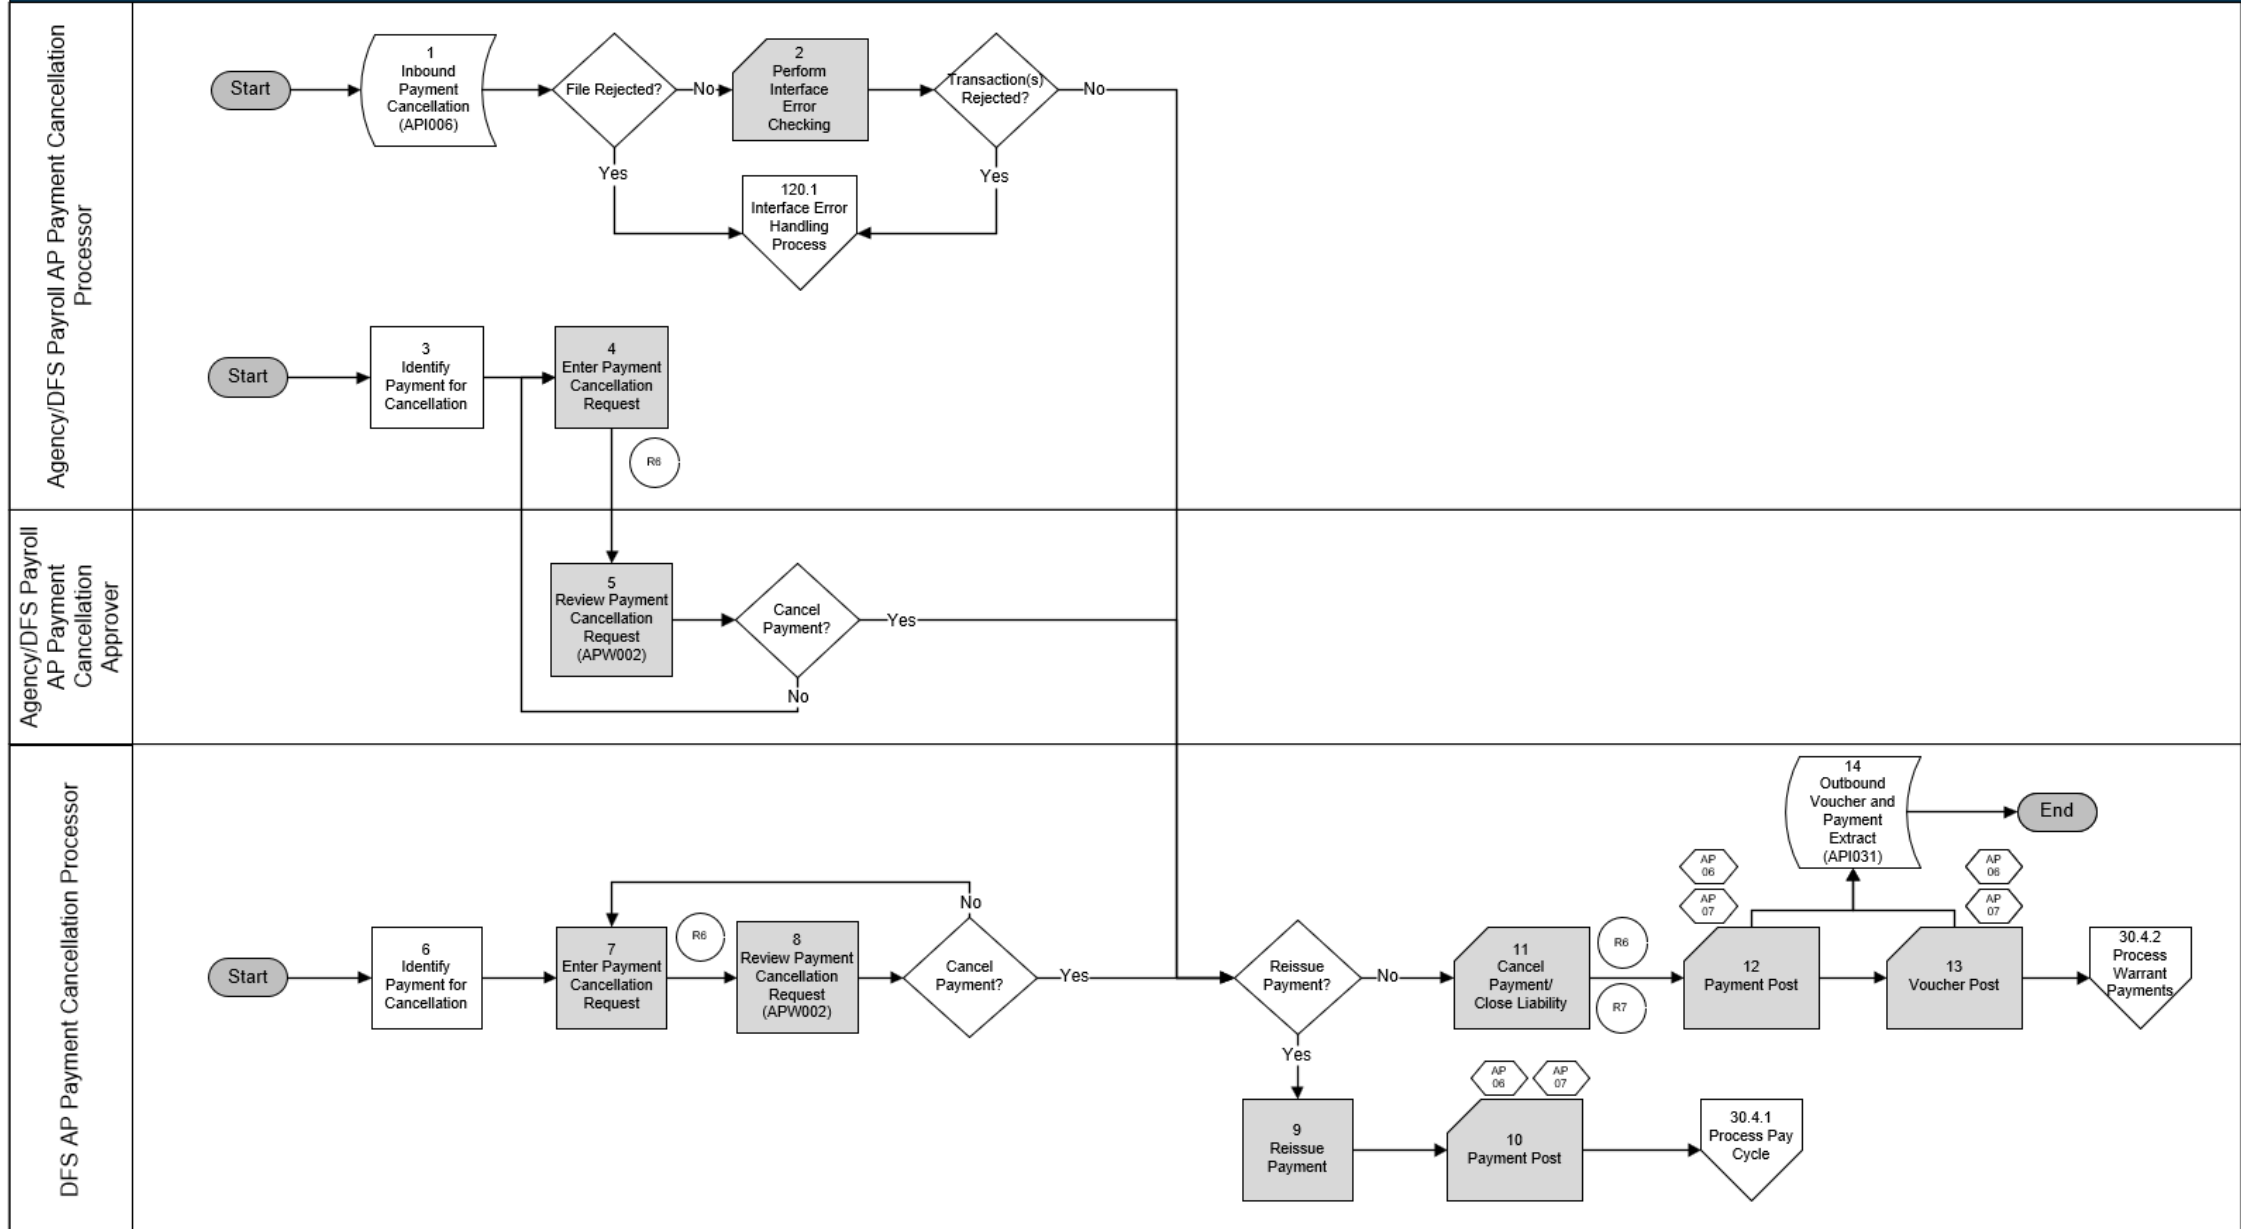 Agency/DFS Payroll AP Payment Cancellation
Processor
Start
1
Inbound
Payment
Cancellation
(API006)
File Rejected?
No
2
Perform
Interface
Error
Checking
Transaction(s)
Rejected?
No
Yes
Yes
120.1
Interface Error
Handling
Process
Start
3
Identify
Payment for
Cancellation
4
Enter Payment
Cancellation
Request
R6
Agency/DFS Payroll
AP Payment
Cancellation
Approver
5
Review Payment
Cancellation
Request
(APW002)
Cancel
Payment?
Yes
No
DFS AP Payment Cancellation Processor
Start
6
Identify
Payment for
Cancellation
7
Enter Payment
Cancellation
Request
R6
8
Review Payment
Cancellation
Request
(APW002)
No
Cancel
Payment?
Yes
Reissue
Payment?
No
11
Cancel
Payment/
Close Liability
R6
R7
AP
06
AP
07
12
Payment Post
14
Outbound
Voucher and
Payment
Extract
(API031)
End
AP
06
AP
07
13
Voucher Post
30.4.2
Process
Warrant
Payments
Yes
9
Reissue
Payment
AP
06
AP
07
10
Payment Post
30.4.1
Process Pay
Cycle